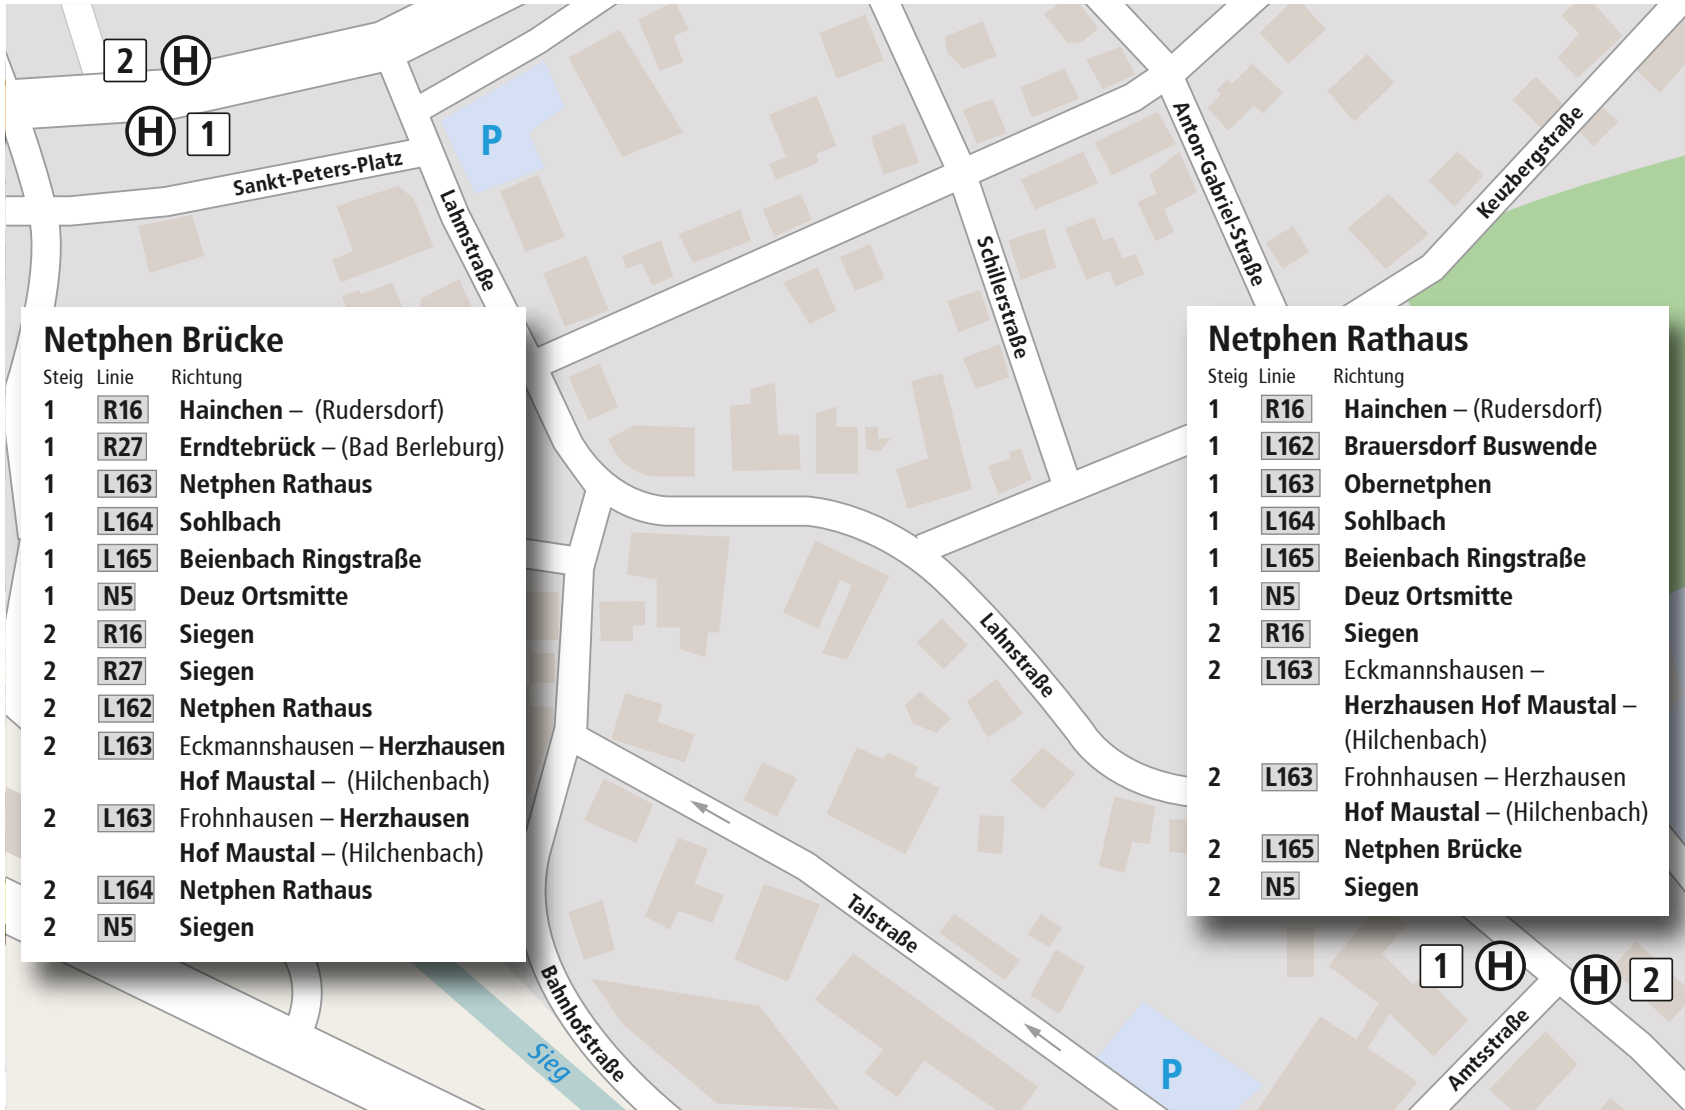 2 H
H 1
P
Sankt-Peters-Platz
Lahmstraße
Schillerstraße
Anton-Gabriel-Straße
Keuzbergstraße
Netphen Brücke
Steig Linie Richtung
1 R16 Hainchen – (Rudersdorf)
1 R27 Erndtebrück – (Bad Berleburg)
1 L163 Netphen Rathaus
1 L164 Sohlbach
1 L165 Beienbach Ringstraße
1 N5 Deuz Ortsmitte
2 R16 Siegen
2 R27 Siegen
2 L162 Netphen Rathaus
2 L163 Eckmannshausen – Herzhausen
Hof Maustal – (Hilchenbach)
2 L163 Frohnhausen – Herzhausen
Hof Maustal – (Hilchenbach)
2 L164 Netphen Rathaus
2 N5 Siegen
Netphen Rathaus
Steig Linie Richtung
1 R16 Hainchen – (Rudersdorf)
1 L162 Brauersdorf Buswende
1 L163 Obernetphen
1 L164 Sohlbach
1 L165 Beienbach Ringstraße
1 N5 Deuz Ortsmitte
2 R16 Siegen
2 L163 Eckmannshausen –
Herzhausen Hof Maustal –
(Hilchenbach)
2 L163 Frohnhausen – Herzhausen
Hof Maustal – (Hilchenbach)
2 L165 Netphen Brücke
2 N5 Siegen
Lahnstraße
Talstraße
Bahnhofstraße
Sieg
P
1 H
H 2
Amtsstraße